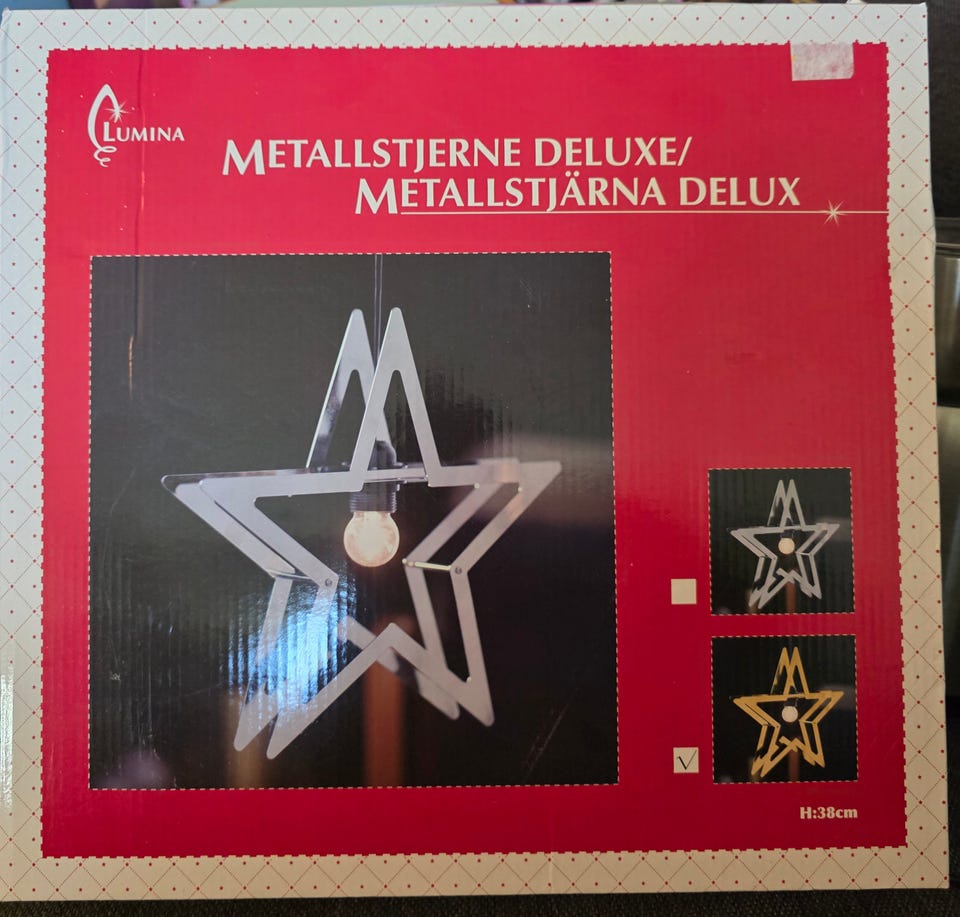 LUMINA
METALLSTJERNE DELUXE/
METALLSTJÄRNA DELUX
H:38cm